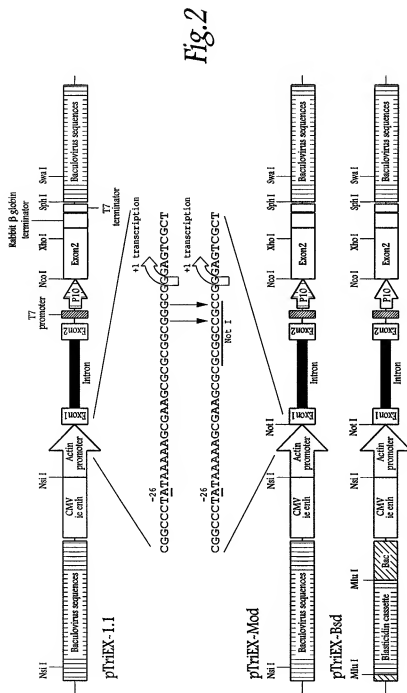 Fig.2
Rabbit β globin
terminator
T7
promoter
T7
terminator
Nsi I
Nsi I
Nco I
Xho I
Sph I
Swa I
Baculovirus sequences
CMV
ie enh
Actin
promoter
Exon1
Intron
Exon2
P10
Exon2
Baculovirus sequences
pTriEX-1.1
-26
+1 transcription
CGGCCCTATAAAAAGCGAAGCGCGCGGCGGGCGGGAGTCGCT
-26
+1 transcription
CGGCCCTATAAAAAGCGAAGCGCGCGGCCGCCGGGAGTCGCT
Not I
pTriEX-Mod
Nsi I
Nsi I
Not I
Nco I
Xho I
Sph I
Swa I
Baculovirus sequences
CMV
ie enh
Actin
promoter
Exon1
Intron
Exon2
P10
Exon2
Baculovirus sequences
pTriEX-Bsd
Mlu I
Mlu I
Nsi I
Not I
Nco I
Xho I
Sph I
Swa I
Blasticidin cassette
Bac
CMV
ie enh
Actin
promoter
Exon1
Intron
Exon2
P10
Exon2
Baculovirus sequences